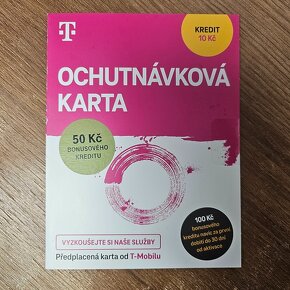 T
KREDIT
10 Kč
OCHUTNÁVKOVÁ
KARTA
50 Kč
BONUSOVÉHO
KREDITU
100 Kč
bonusového
kreditu navíc za první
dobití do 30 dní
od aktivace
VYZKOUŠEJTE SI NAŠE SLUŽBY
Předplacená karta od T-Mobilu